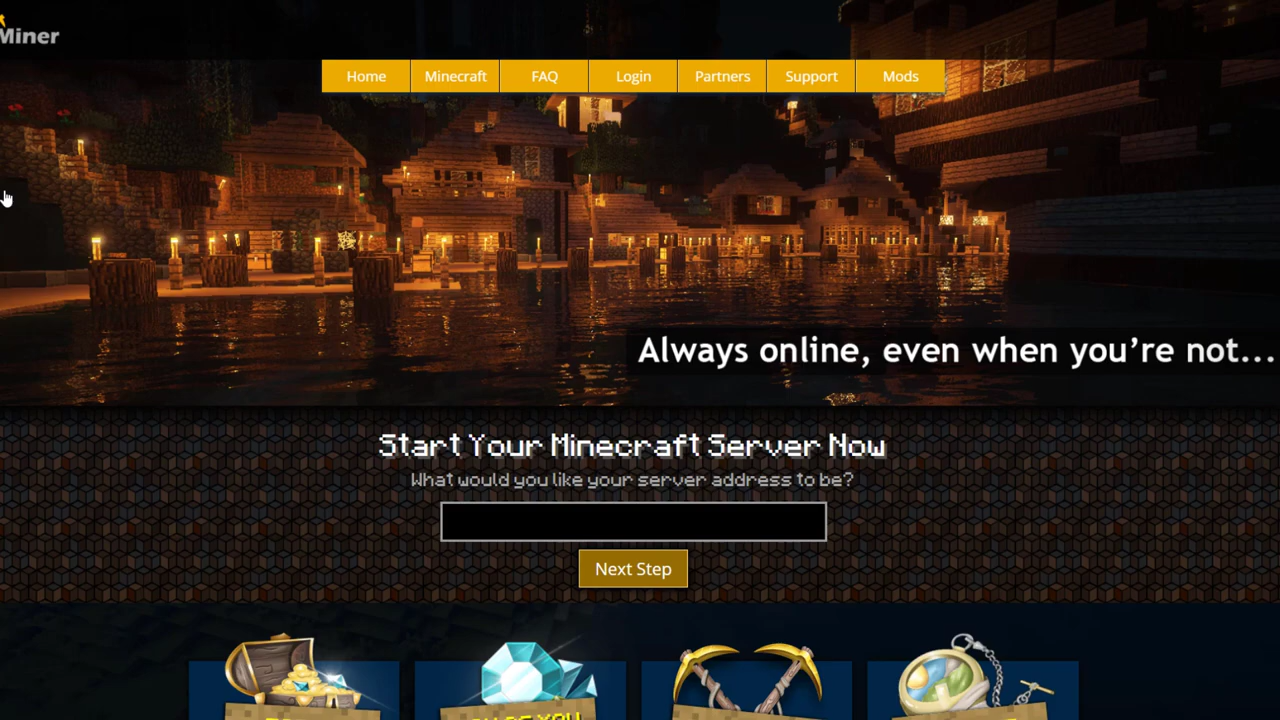 Miner
Home
Minecraft
FAQ
Login
Partners
Support
Mods
Always online, even when you're not...
Start Your Minecraft Server Now
What would you like your server address to be?
Next Step